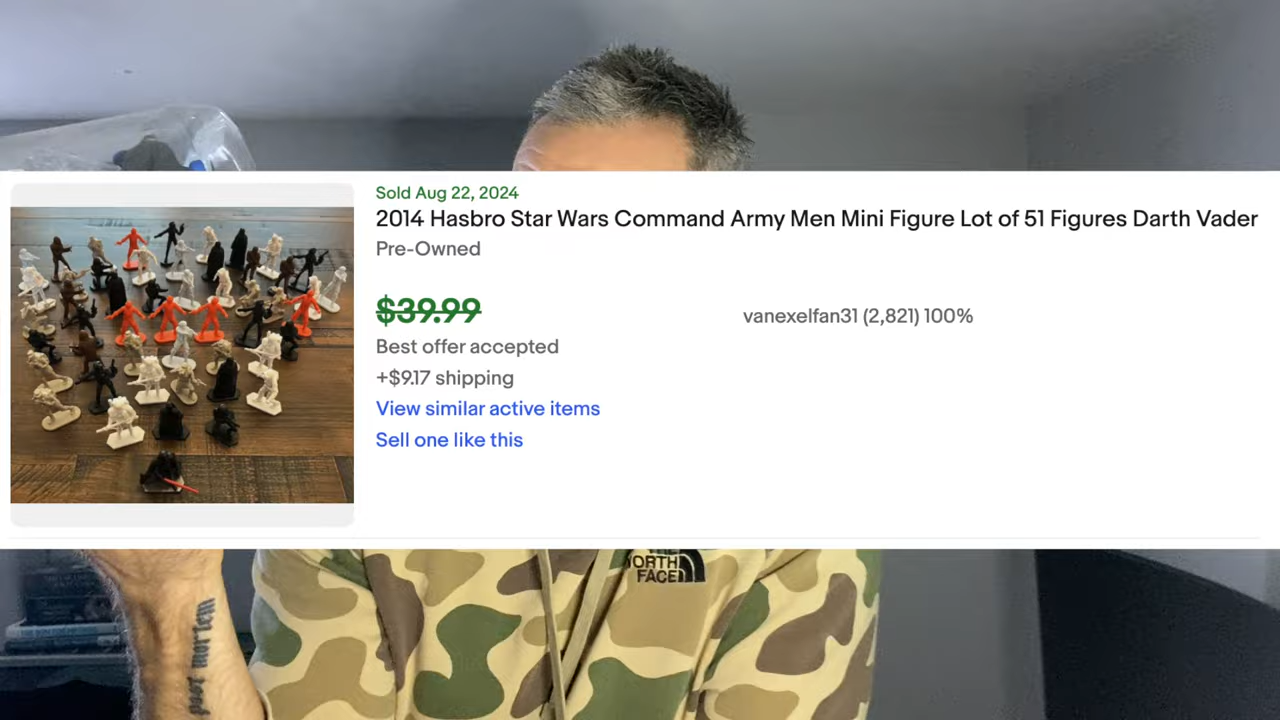 Sold Aug 22, 2024
2014 Hasbro Star Wars Command Army Men Mini Figure Lot of 51 Figures Darth Vader
Pre-Owned
$39.99
vanexelfan31 (2,821) 100%
Best offer accepted
+$9.17 shipping
View similar active items
Sell one like this
THE
NORTH
FACE
post mortem